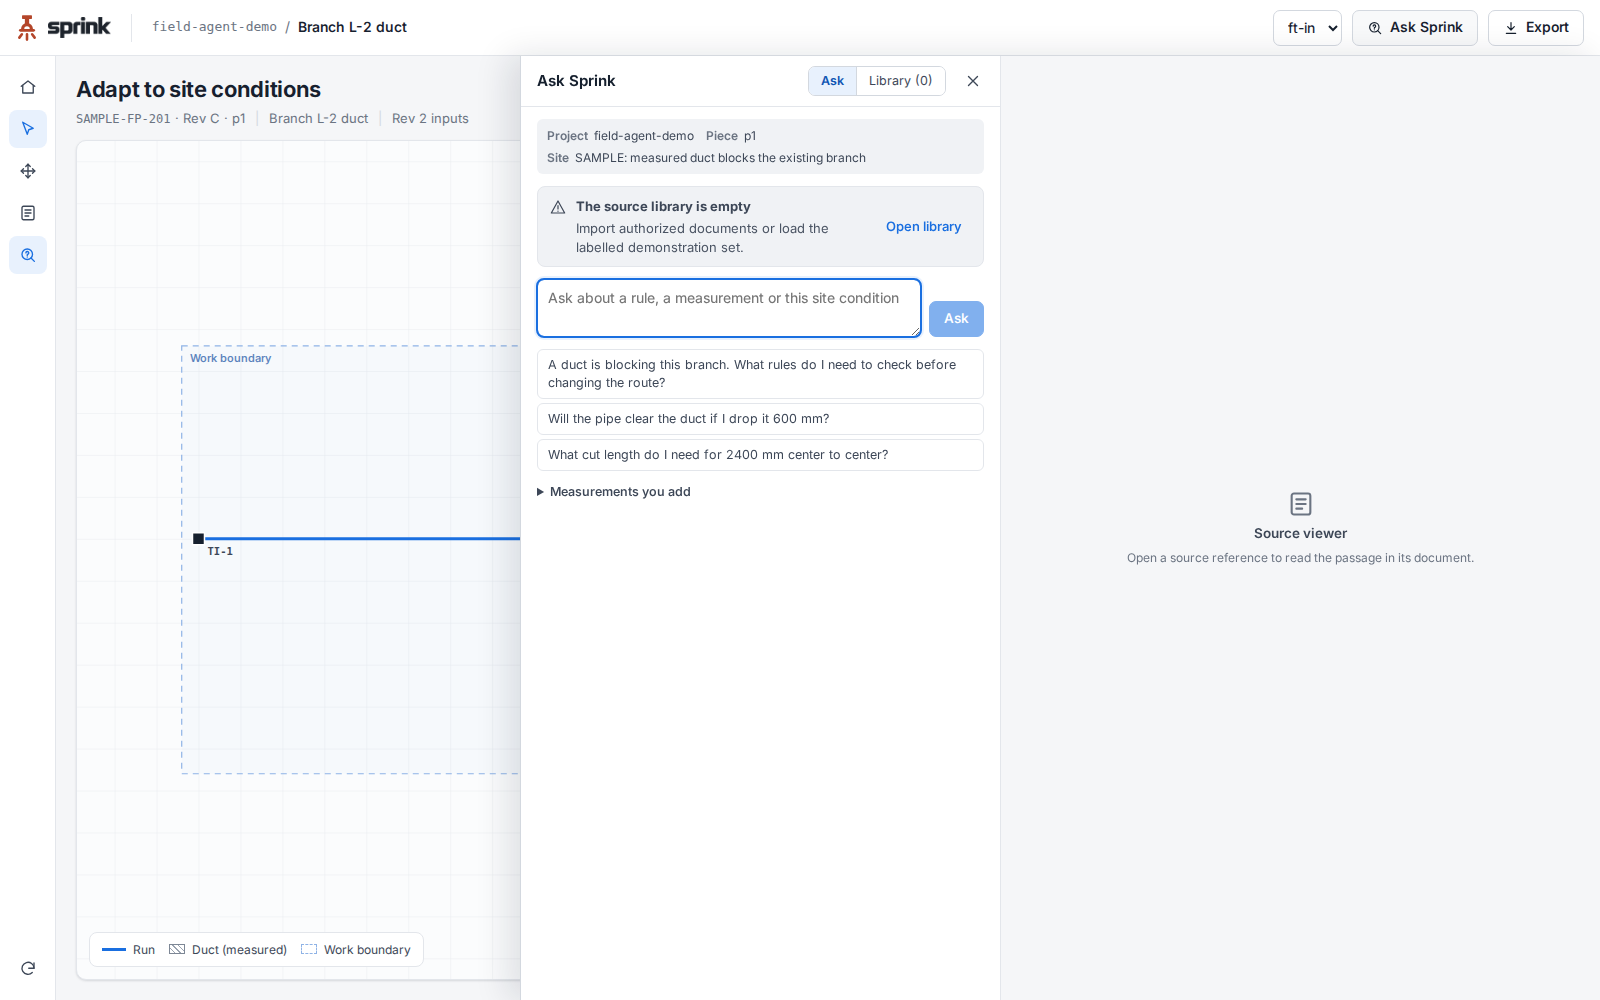 sprink
field-agent-demo / Branch L-2 duct
ft-in
Ask Sprink
Export
Adapt to site conditions
SAMPLE-FP-201 · Rev C · p1
Branch L-2 duct
Rev 2 inputs
Work boundary
TI-1
Run
Duct (measured)
Work boundary
Ask Sprink
Ask
Library (0)
Project field-agent-demo Piece p1
Site SAMPLE: measured duct blocks the existing branch
The source library is empty
Import authorized documents or load the
labelled demonstration set.
Open library
Ask about a rule, a measurement or this site condition
Ask
A duct is blocking this branch. What rules do I need to check before
changing the route?
Will the pipe clear the duct if I drop it 600 mm?
What cut length do I need for 2400 mm center to center?
Measurements you add
Source viewer
Open a source reference to read the passage in its document.